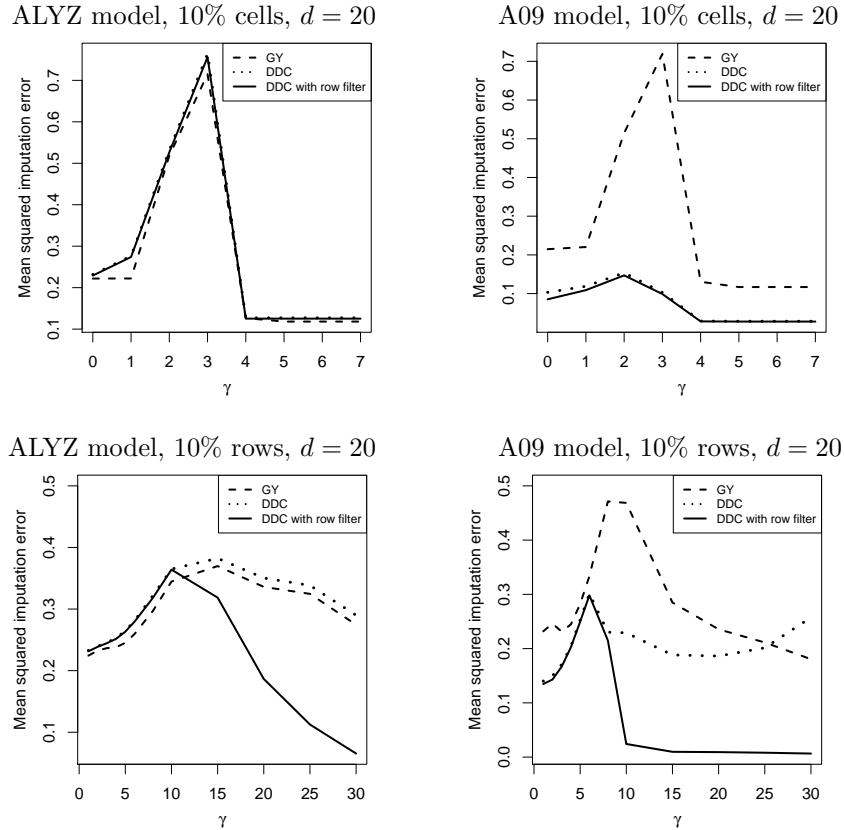 ALYZ model, 10% cells, d = 20
Mean squared imputation error
0.1 0.2 0.3 0.4 0.5 0.6 0.7
GY
DDC
DDC with row filter
0 1 2 3 4 5 6 7
γ
A09 model, 10% cells, d = 20
Mean squared imputation error
0.1 0.2 0.3 0.4 0.5 0.6 0.7
GY
DDC
DDC with row filter
0 1 2 3 4 5 6 7
γ
ALYZ model, 10% rows, d = 20
Mean squared imputation error
0.1 0.2 0.3 0.4 0.5
GY
DDC
DDC with row filter
0 5 10 15 20 25 30
γ
A09 model, 10% rows, d = 20
Mean squared imputation error
0.0 0.1 0.2 0.3 0.4 0.5
GY
DDC
DDC with row filter
0 5 10 15 20 25 30
γ